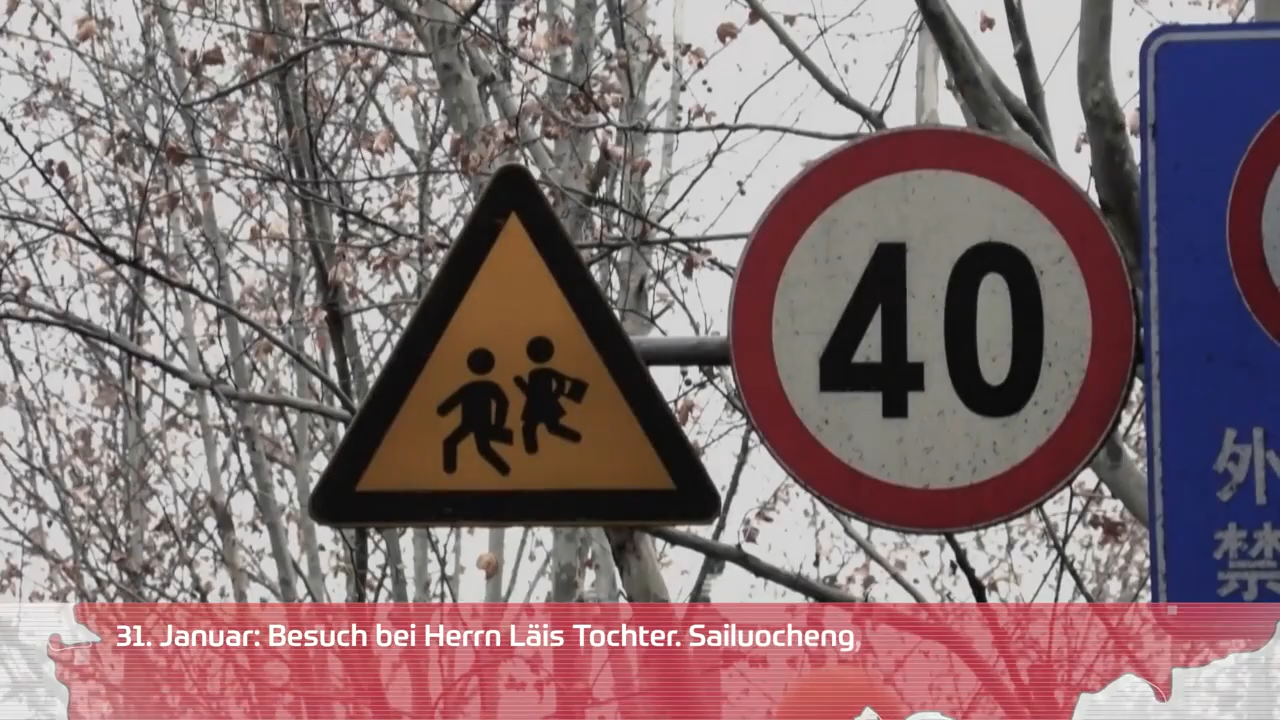 40
外
禁
31. Januar: Besuch bei Herrn Läis Tochter. Sailuocheng,